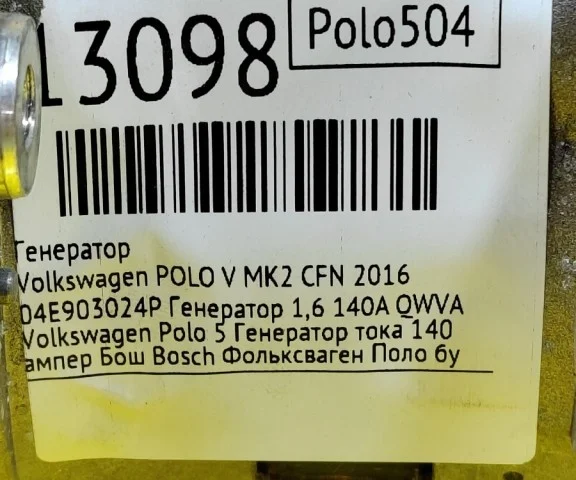 13098
Polo504
Генератор
Volkswagen POLO V MK2 CFN 2016
04E903024P Генератор 1,6 140А QWVA
Volkswagen Polo 5 Генератор тока 140
ампер Бош Bosch Фольксваген Поло бу